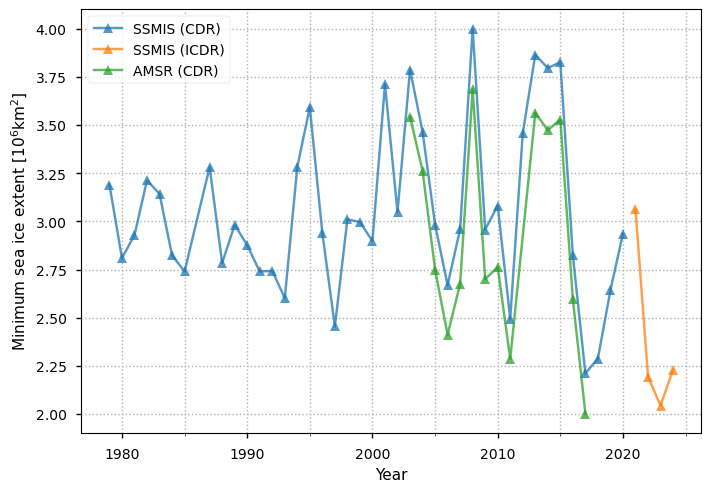 SSMIS (CDR)
SSMIS (ICDR)
AMSR (CDR)
4.00
3.75
3.50
3.25
3.00
2.75
2.50
2.25
2.00
Minimum sea ice extent [10⁶km²]
1980 1990 2000 2010 2020
Year